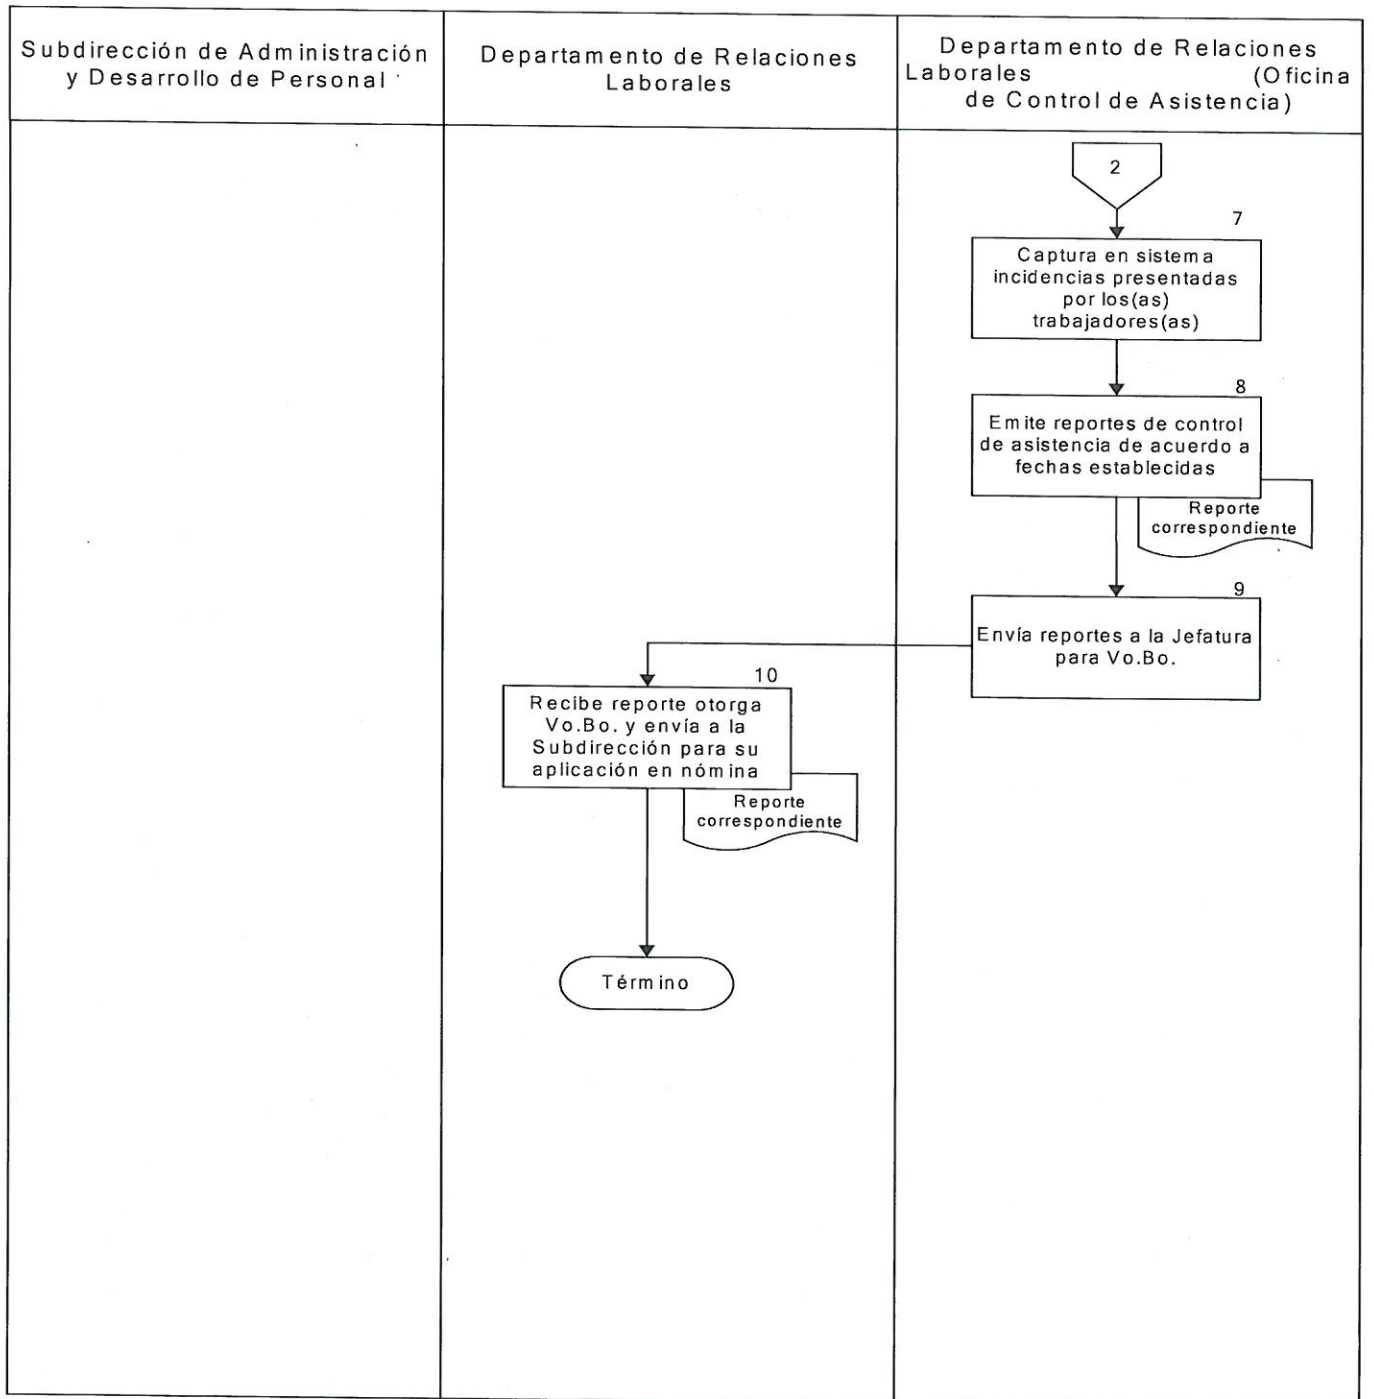 Subdirección de Administración
y Desarrollo de Personal
Departamento de Relaciones
Laborales
Departamento de Relaciones
Laborales (Oficina
de Control de Asistencia)
2
7
Captura en sistema
incidencias presentadas
por los(as)
trabajadores(as)
8
Emite reportes de control
de asistencia de acuerdo a
fechas establecidas
Reporte
correspondiente
9
Envía reportes a la Jefatura
para Vo.Bo.
10
Recibe reporte otorga
Vo.Bo. y envía a la
Subdirección para su
aplicación en nómina
Reporte
correspondiente
Término